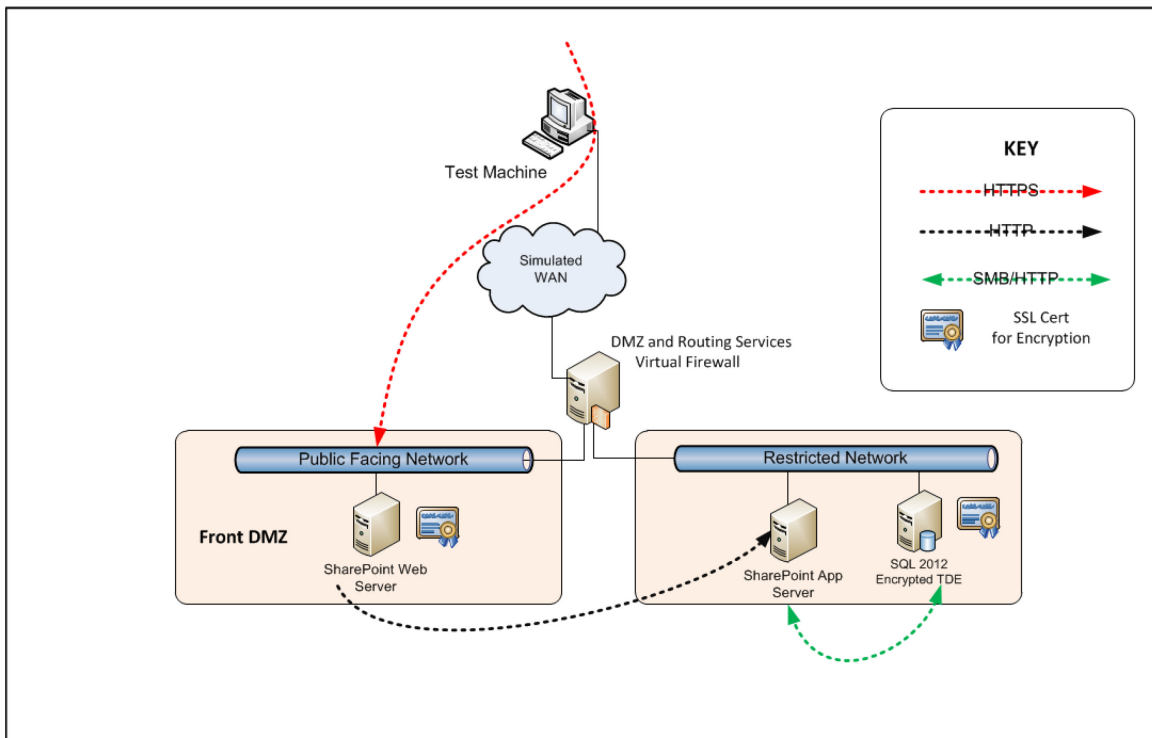 Test Machine
Simulated
WAN
DMZ and Routing Services
Virtual Firewall
KEY
HTTPS
HTTP
SMB/HTTP
SSL Cert
for Encryption
Public Facing Network
Front DMZ
SharePoint Web
Server
Restricted Network
SharePoint App
Server
SQL 2012
Encrypted TDE